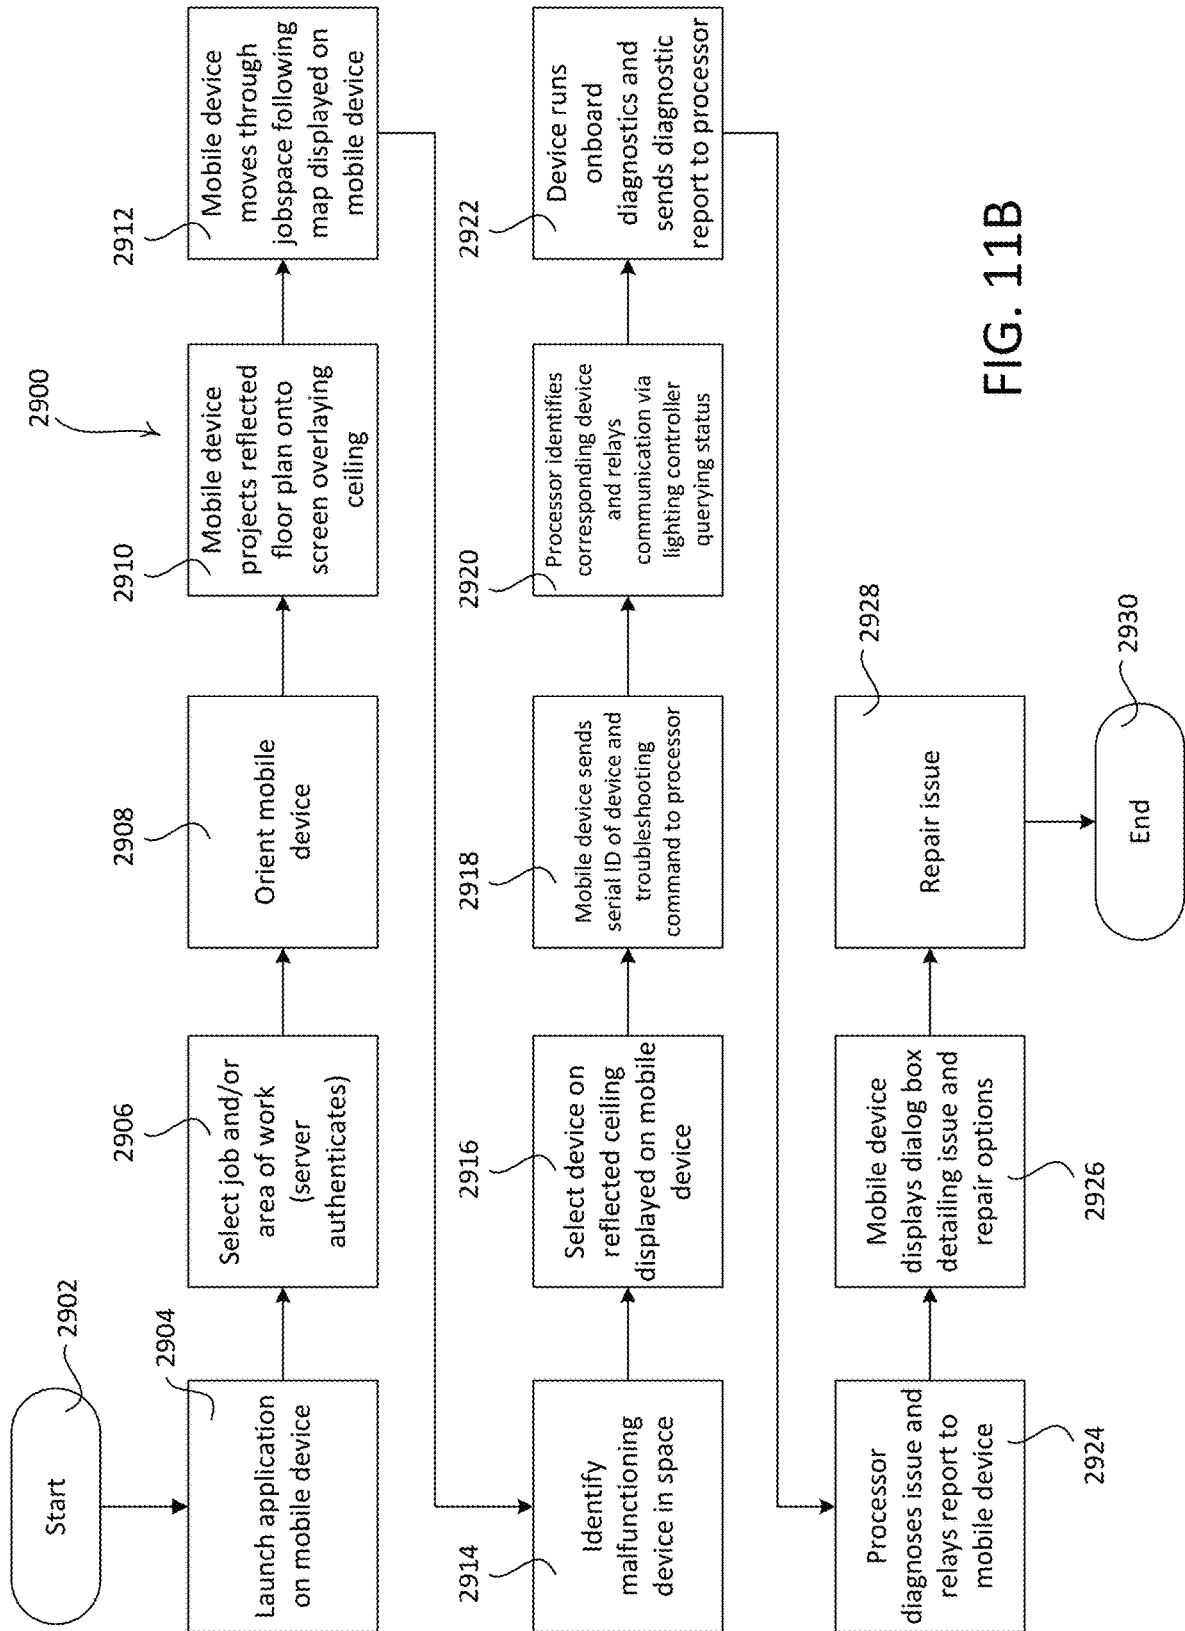 2900
Start
2902
2904
Launch application
on mobile device
2906
Select job and/or
area of work
(server
authenticates)
2908
Orient mobile
device
2910
Mobile device
projects reflected
floor plan onto
screen overlaying
ceiling
2912
Mobile device
moves through
jobspace following
map displayed on
mobile device
2914
Identify
malfunctioning
device in space
2916
Select device on
reflected ceiling
displayed on mobile
device
2918
Mobile device sends
serial ID of device and
troubleshooting
command to processor
2920
Processor identifies
corresponding device
and relays
communication via
lighting controller
querying status
2922
Device runs
onboard
diagnostics and
sends diagnostic
report to processor
Processor
diagnoses issue and
relays report to
mobile device
2924
Mobile device
displays dialog box
detailing issue and
repair options
2926
2928
Repair issue
End
2930
FIG. 11B